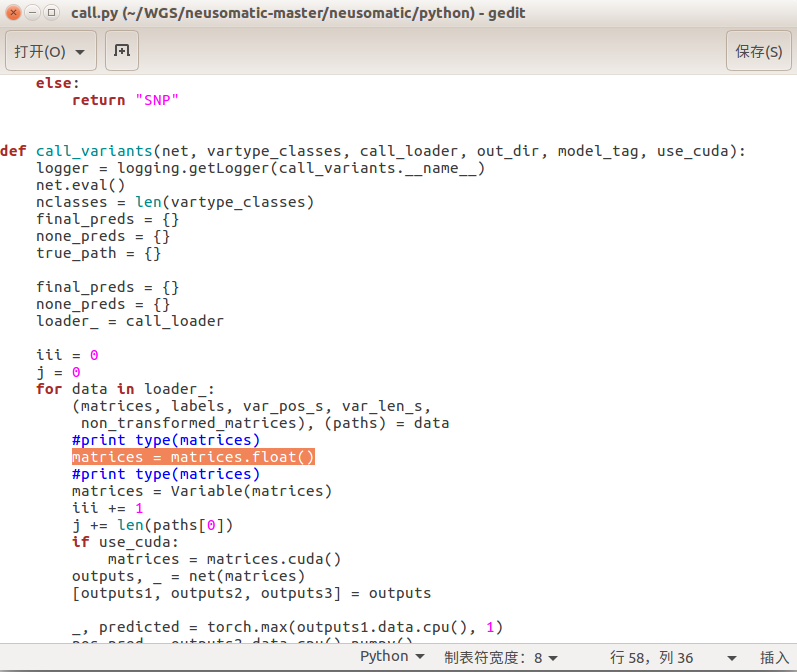 call.py (~/WGS/neusomatic-master/neusomatic/python) - gedit
打开(O)
保存(S)
    else:
        return "SNP"
def call_variants(net, vartype_classes, call_loader, out_dir, model_tag, use_cuda):
    logger = logging.getLogger(call_variants.__name__)
    net.eval()
    nclasses = len(vartype_classes)
    final_preds = {}
    none_preds = {}
    true_path = {}
    final_preds = {}
    none_preds = {}
    loader_ = call_loader
    iii = 0
    j = 0
    for data in loader_:
        (matrices, labels, var_pos_s, var_len_s,
         non_transformed_matrices), (paths) = data
        #print type(matrices)
        matrices = matrices.float()
        #print type(matrices)
        matrices = Variable(matrices)
        iii += 1
        j += len(paths[0])
        if use_cuda:
            matrices = matrices.cuda()
        outputs, _ = net(matrices)
        [outputs1, outputs2, outputs3] = outputs
        _, predicted = torch.max(outputs1.data.cpu(), 1)
Python 制表符宽度：8 行 58，列 36 插入